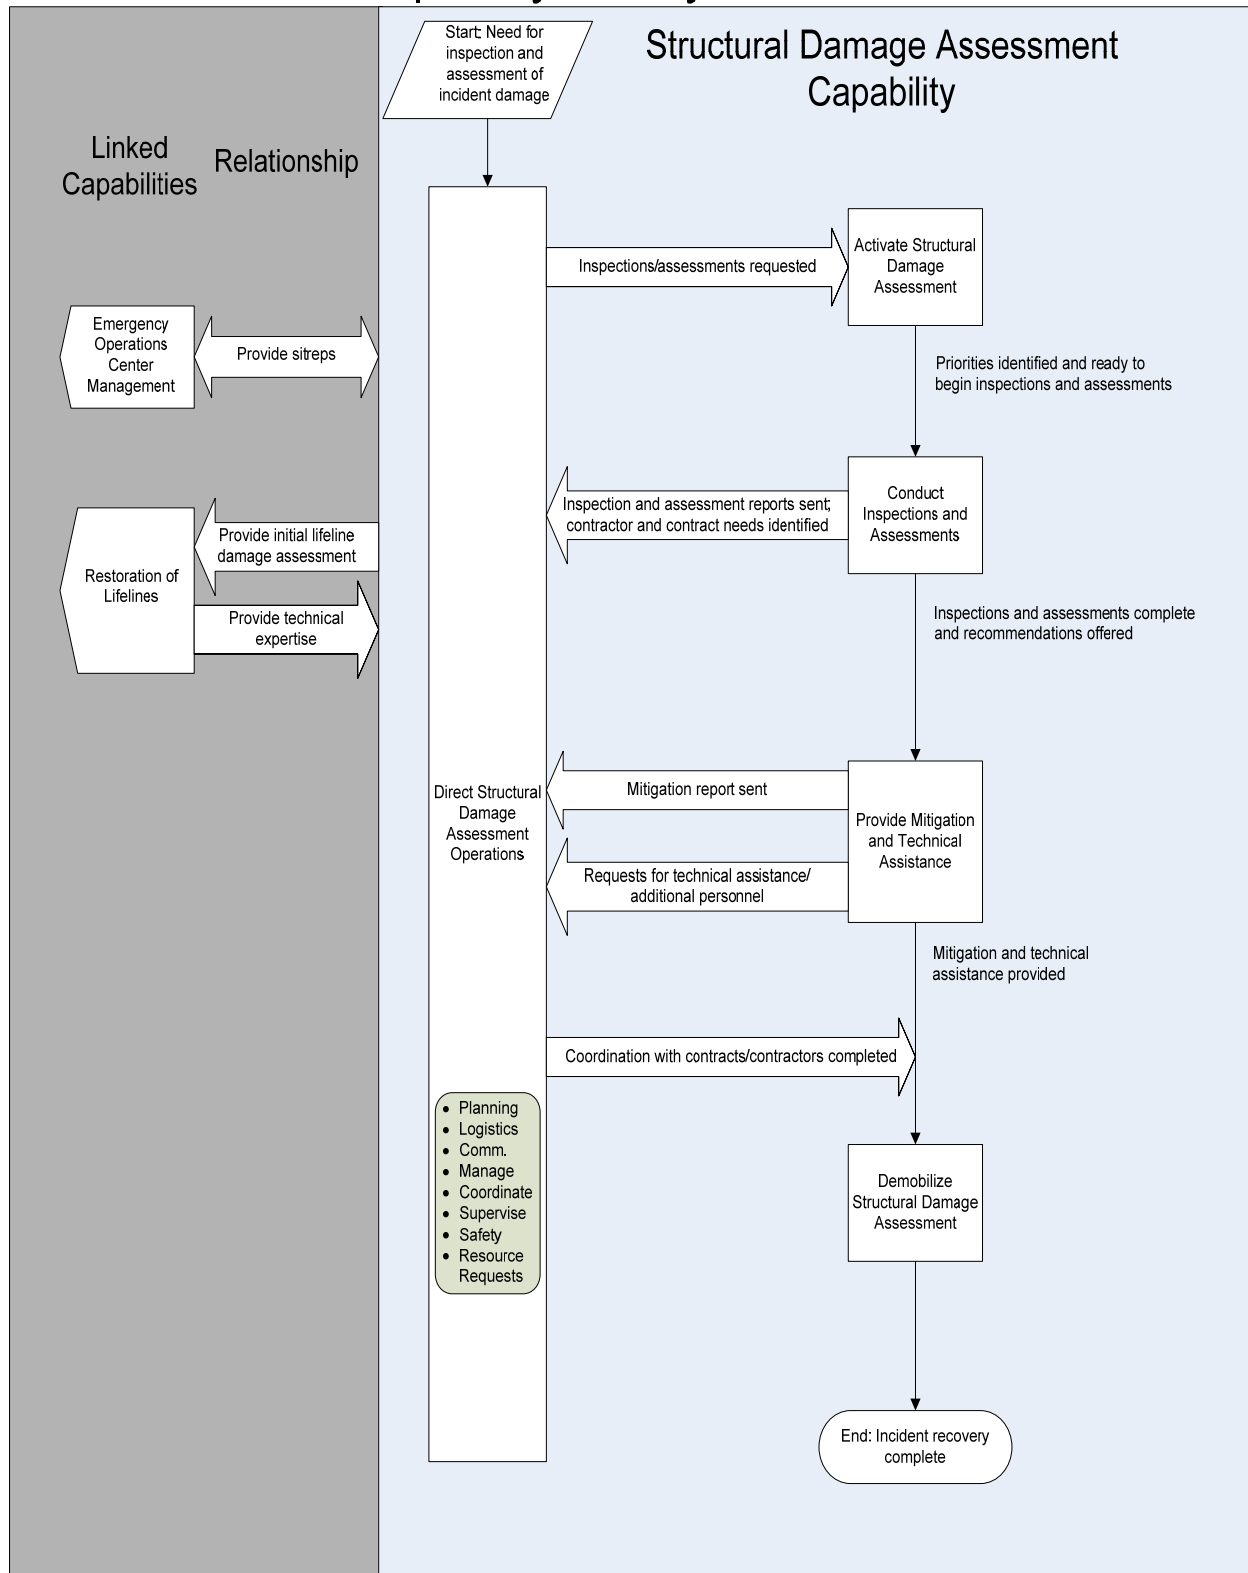 Start: Need for
inspection and
assessment of
incident damage
Structural Damage Assessment
Capability
Linked
Capabilities
Relationship
Inspections/assessments requested
Activate Structural
Damage
Assessment
Emergency
Operations
Center
Management
Provide sitreps
Priorities identified and ready to
begin inspections and assessments
Inspection and assessment reports sent;
contractor and contract needs identified
Conduct
Inspections and
Assessments
Provide initial lifeline
damage assessment
Restoration of
Lifelines
Provide technical
expertise
Inspections and assessments complete
and recommendations offered
Direct Structural
Damage
Assessment
Operations
Mitigation report sent
Provide Mitigation
and Technical
Assistance
Requests for technical assistance/
additional personnel
Mitigation and technical
assistance provided
Coordination with contracts/contractors completed
• Planning
• Logistics
• Comm.
• Manage
• Coordinate
• Supervise
• Safety
• Resource
Requests
Demobilize
Structural Damage
Assessment
End: Incident recovery
complete